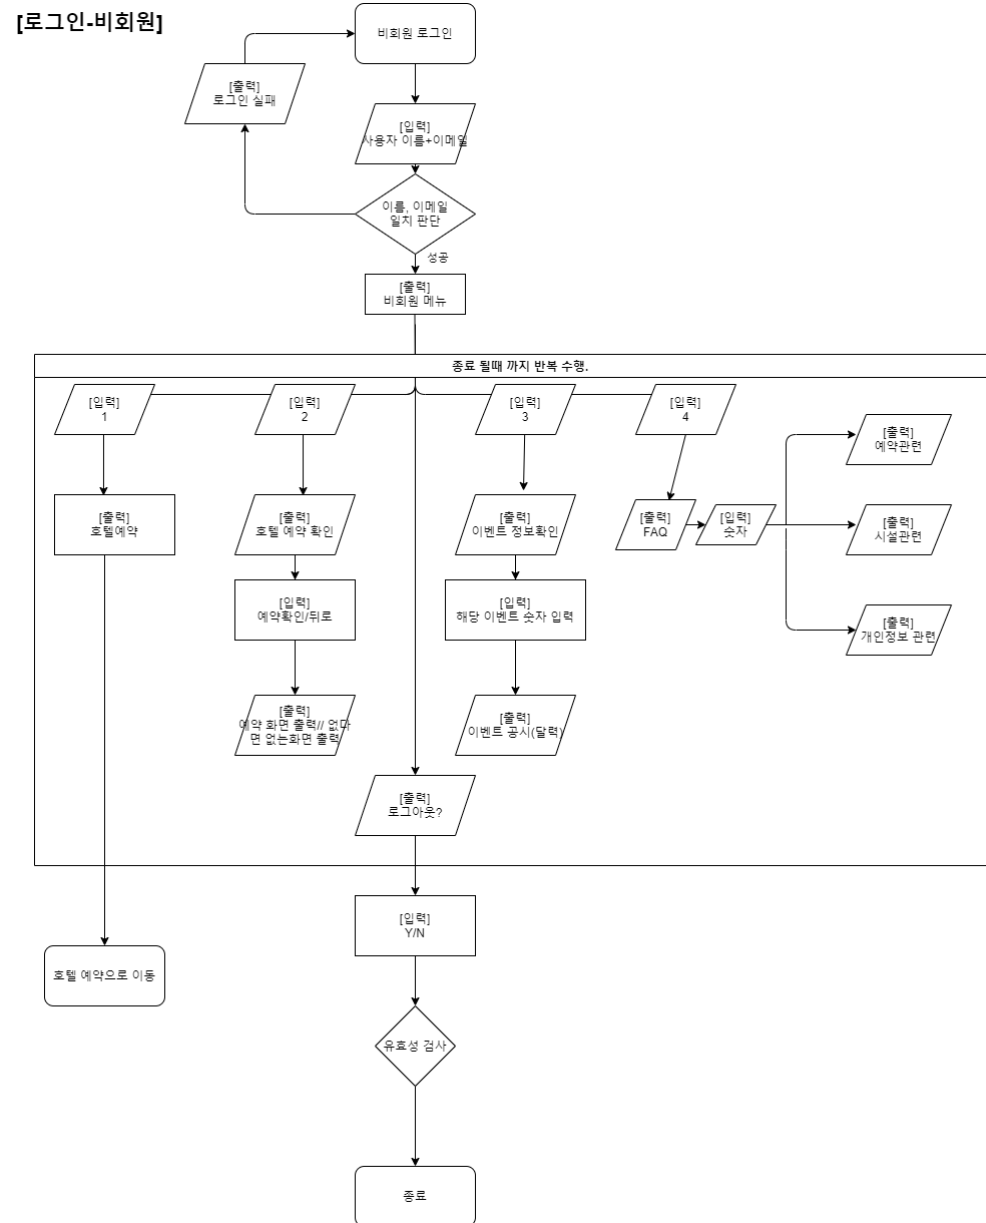 [로그인-비회원]
비회원 로그인
[출력]
로그인 실패
[입력]
사용자 이름+이메일
이름, 이메일
일치 판단
성공
[출력]
비회원 메뉴
종료 될때 까지 반복 수행.
[입력]
1
[입력]
2
[입력]
3
[입력]
4
[출력]
호텔예약
[출력]
호텔 예약 확인
[출력]
이벤트 정보확인
[출력]
FAQ
[입력]
숫자
[출력]
예약관련
[출력]
시설관련
[출력]
개인정보 관련
[입력]
예약확인/뒤로
[입력]
해당 이벤트 숫자 입력
[출력]
예약 화면 출력// 없다
면 없는화면 출력
[출력]
이벤트 공시(달력)
[출력]
로그아웃?
[입력]
Y/N
호텔 예약으로 이동
유효성 검사
종료